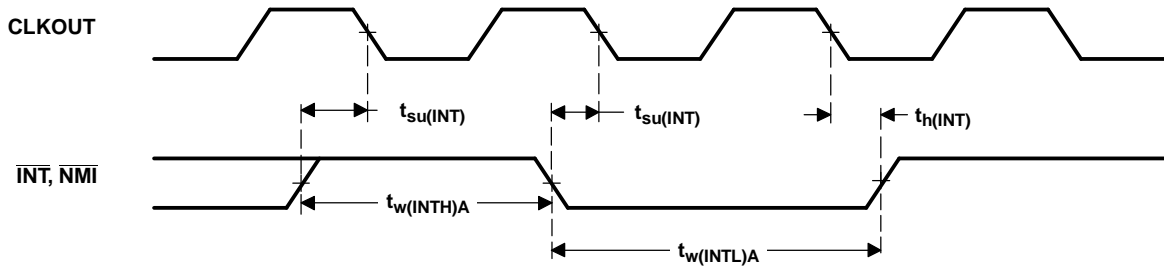 CLKOUT
tsu(INT) tsu(INT) th(INT)
INT, NMI
tw(INTH)A
tw(INTL)A